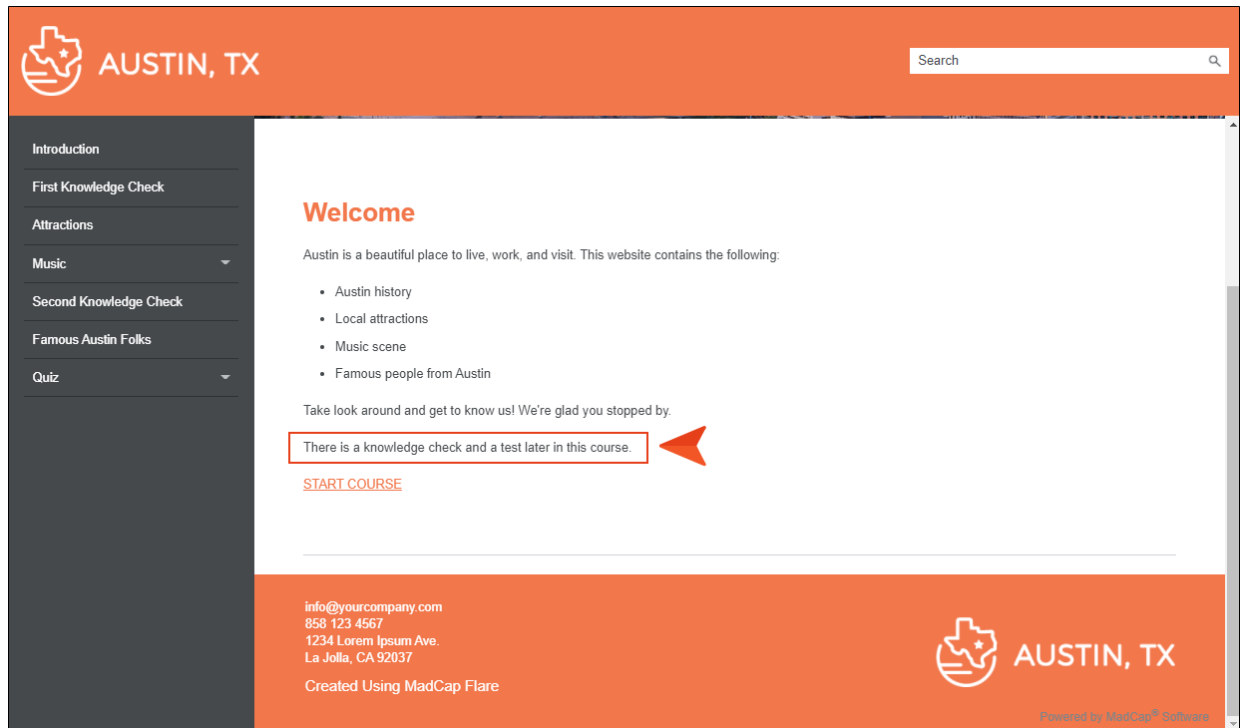 AUSTIN, TX
Search
Introduction
First Knowledge Check
Attractions
Music
Second Knowledge Check
Famous Austin Folks
Quiz
Welcome
Austin is a beautiful place to live, work, and visit. This website contains the following:
• Austin history
• Local attractions
• Music scene
• Famous people from Austin
Take look around and get to know us! We're glad you stopped by.
There is a knowledge check and a test later in this course.
START COURSE
info@yourcompany.com
858 123 4567
1234 Lorem Ipsum Ave.
La Jolla, CA 92037
Created Using MadCap Flare
AUSTIN, TX
Powered by MadCap® Software